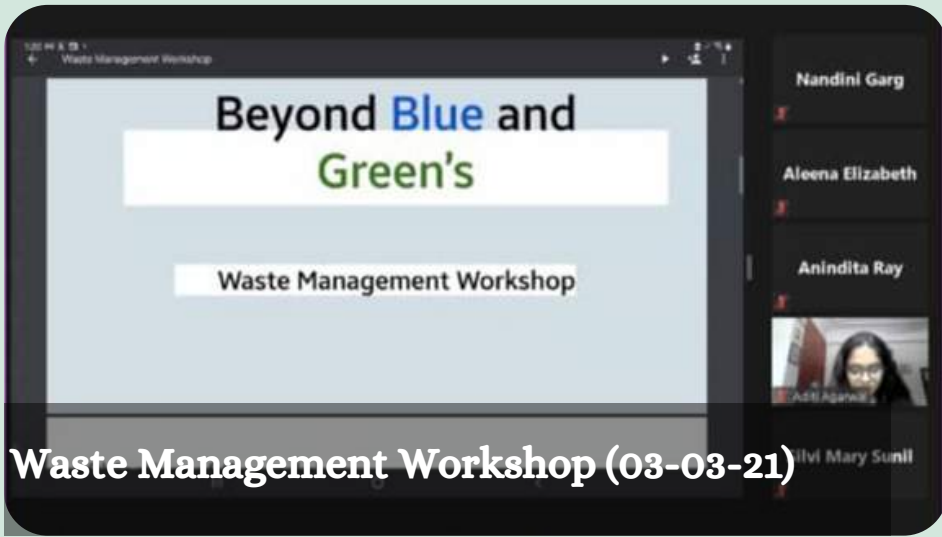 Waste Management Workshop
Beyond Blue and
Green's
Waste Management Workshop
Nandini Garg
Aleena Elizabeth
Anindita Ray
Aditi Agarwal
Mary Sunil
Waste Management Workshop (03-03-21)